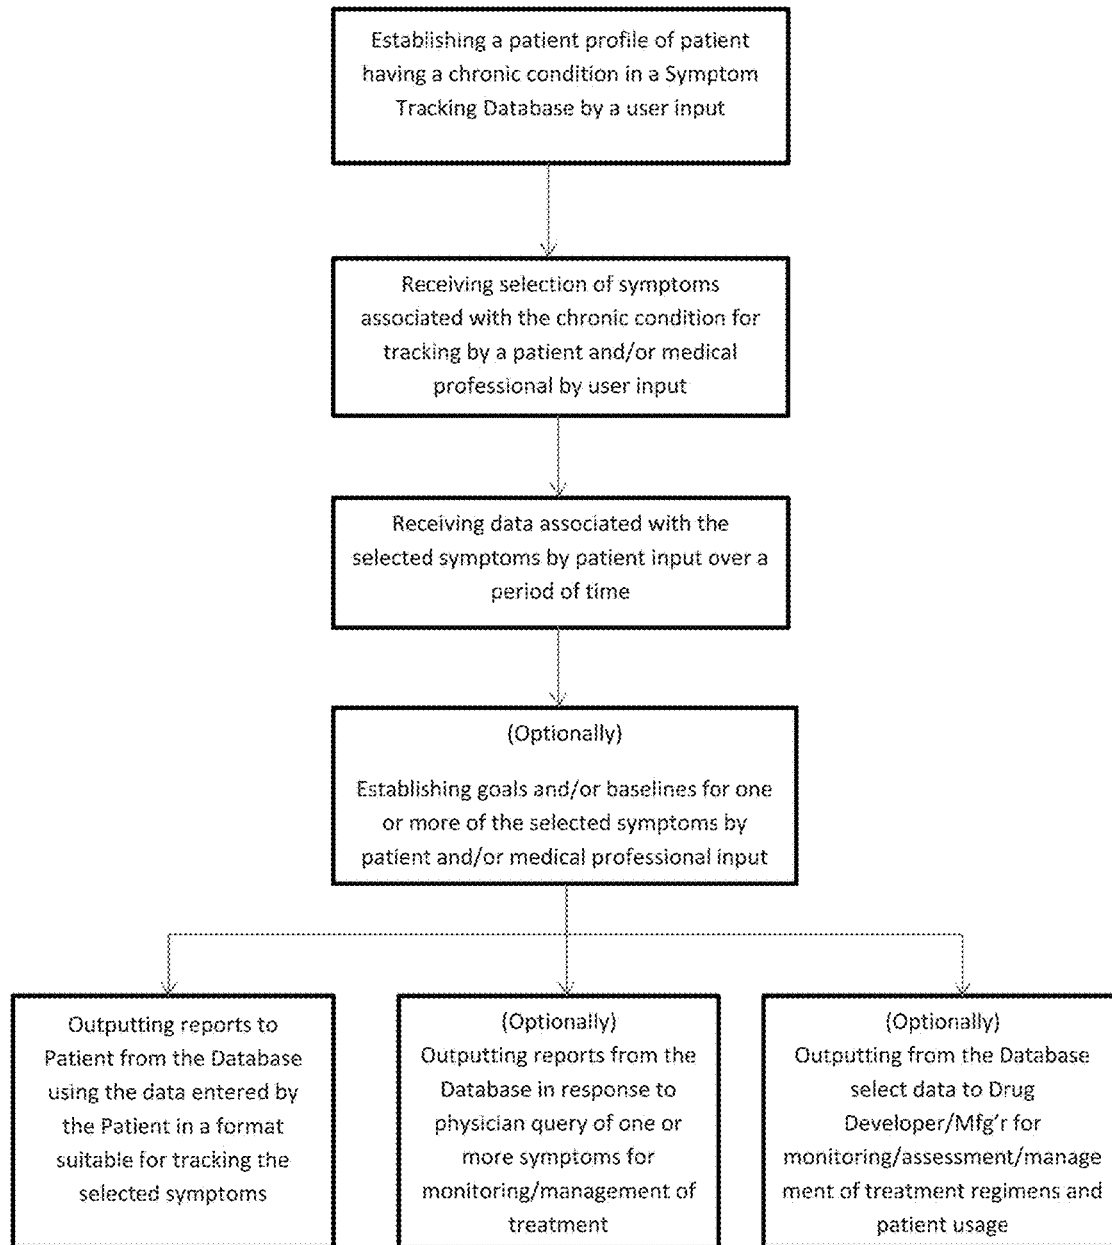 Establishing a patient profile of patient
having a chronic condition in a Symptom
Tracking Database by a user input
Receiving selection of symptoms
associated with the chronic condition for
tracking by a patient and/or medical
professional by user input
Receiving data associated with the
selected symptoms by patient input over a
period of time
(Optionally)
Establishing goals and/or baselines for one
or more of the selected symptoms by
patient and/or medical professional input
Outputting reports to
Patient from the Database
using the data entered by
the Patient in a format
suitable for tracking the
selected symptoms
(Optionally)
Outputting reports from the
Database in response to
physician query of one or
more symptoms for
monitoring/management of
treatment
(Optionally)
Outputting from the Database
select data to Drug
Developer/Mfg'r for
monitoring/assessment/manage
ment of treatment regimens and
patient usage